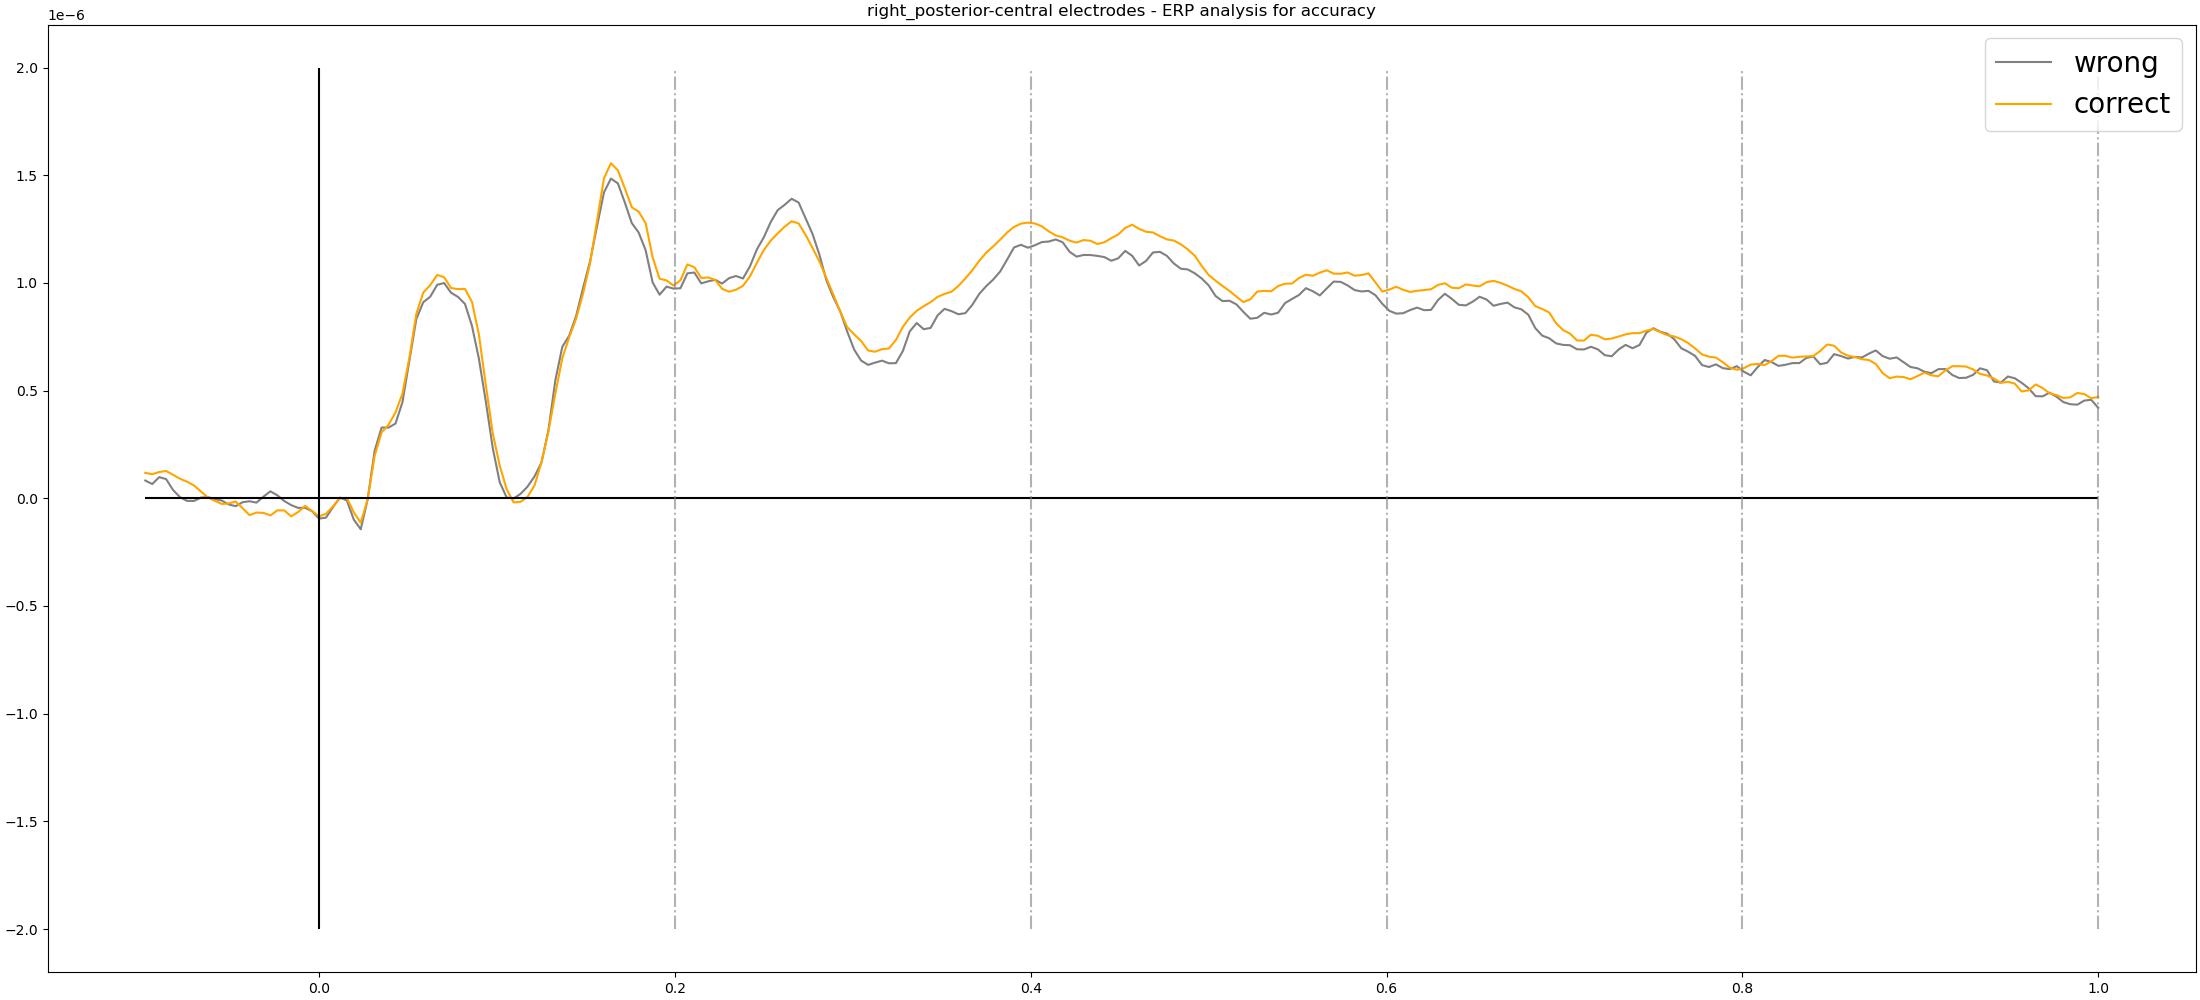 right_posterior-central electrodes - ERP analysis for accuracy
1e−6
wrong
correct
2.0
1.5
1.0
0.5
0.0
−0.5
−1.0
−1.5
−2.0
0.0 0.2 0.4 0.6 0.8 1.0